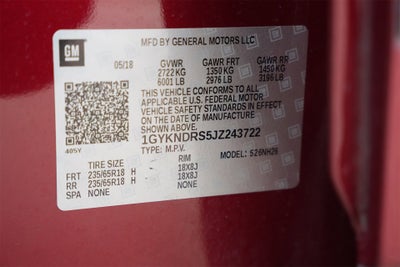 GM
MFD BY GENERAL MOTORS LLC
05/18 GVWR GAWR FRT GAWR RR
2722 KG 1350 KG 1450 KG
6001 LB 2976 LB 3196 LB
THIS VEHICLE CONFORMS TO ALL
APPLICABLE U.S. FEDERAL MOTOR
VEHICLE SAFETY STANDARDS IN EFFECT
ON THE DATE OF MANUFACTURE
SHOWN ABOVE.
1GYKNDRS5JZ243722
405Y TYPE: M.P.V. MODEL: 6NH26
TIRE SIZE RIM
FRT 235/65R18 H 18X8J
RR 235/65R18 H 18X8J
SPA NONE NONE